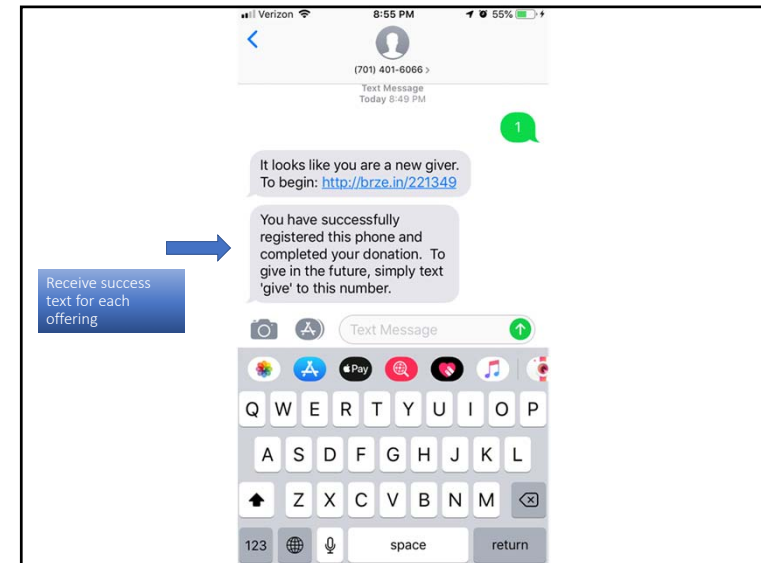 Verizon 8:55 PM 55%
(701) 401-6066 >
Text Message
Today 8:49 PM
1
It looks like you are a new giver.
To begin: http://brze.in/221349
You have successfully
registered this phone and
completed your donation. To
give in the future, simply text
'give' to this number.
Receive success
text for each
offering
Text Message
Pay
Q W E R T Y U I O P
A S D F G H J K L
Z X C V B N M
123 space return